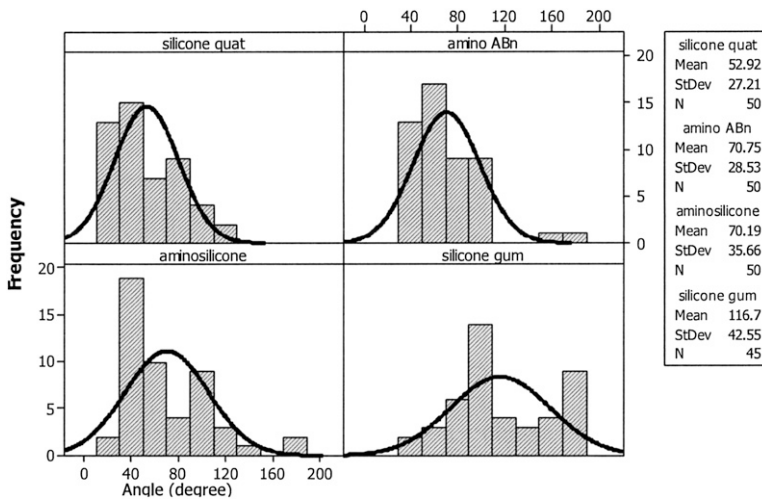 0 40 80 120 160 200
silicone quat amino ABn
20
15
10
5
0
Frequency
aminosilicone silicone gum
20
15
10
5
0
0 40 80 120 160 200
Angle (degree)
silicone quat
Mean 52.92
StDev 27.21
N 50
amino ABn
Mean 70.75
StDev 28.53
N 50
aminosilicone
Mean 70.19
StDev 35.66
N 50
silicone gum
Mean 116.7
StDev 42.55
N 45